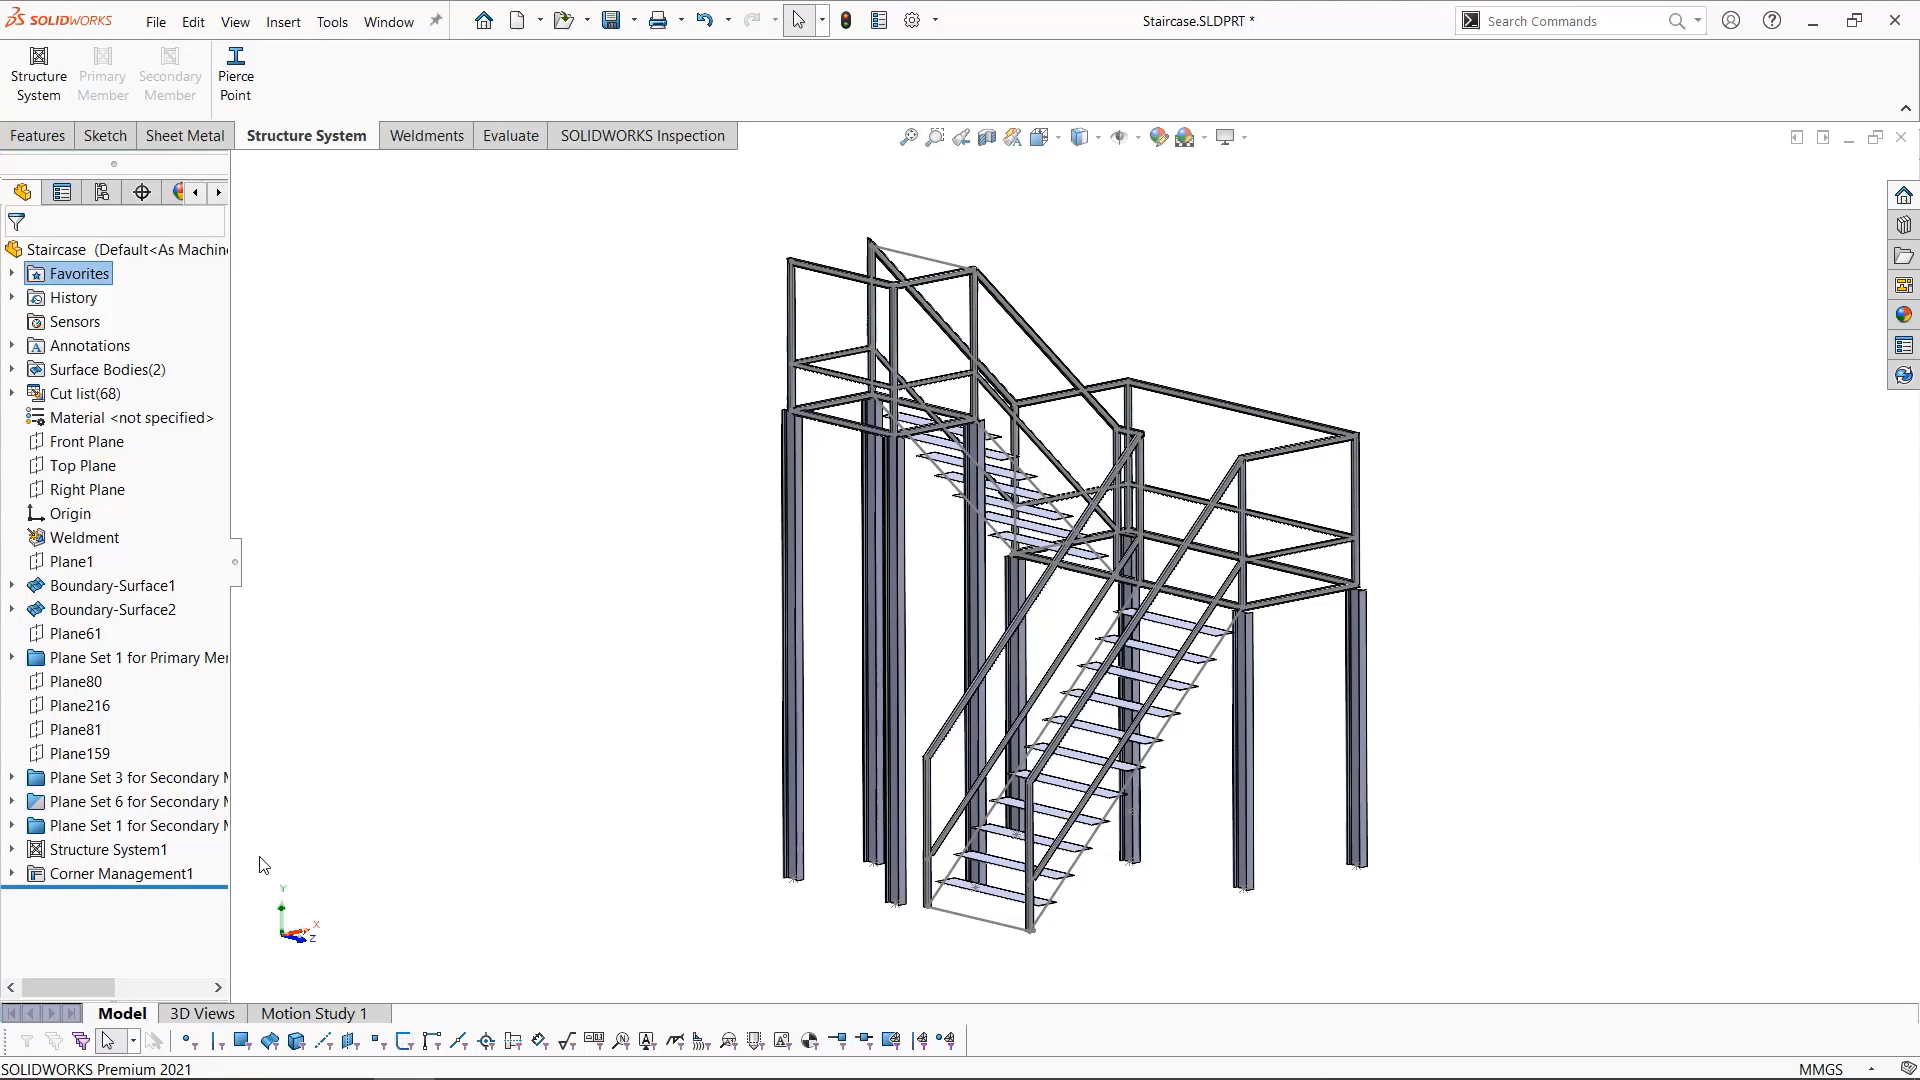 SOLIDWORKS File Edit View Insert Tools Window Staircase.SLDPRT * Search Commands
Structure System
Primary Member
Secondary Member
Pierce Point
Features Sketch Sheet Metal Structure System Weldments Evaluate SOLIDWORKS Inspection
Staircase (Default<As Machin
Favorites
History
Sensors
Annotations
Surface Bodies(2)
Cut list(68)
Material <not specified>
Front Plane
Top Plane
Right Plane
Origin
Weldment
Plane1
Boundary-Surface1
Boundary-Surface2
Plane61
Plane Set 1 for Primary Me
Plane80
Plane216
Plane81
Plane159
Plane Set 3 for Secondary M
Plane Set 6 for Secondary M
Plane Set 1 for Secondary M
Structure System1
Corner Management1
Y
X
Z
Model 3D Views Motion Study 1
SOLIDWORKS Premium 2021 MMGS